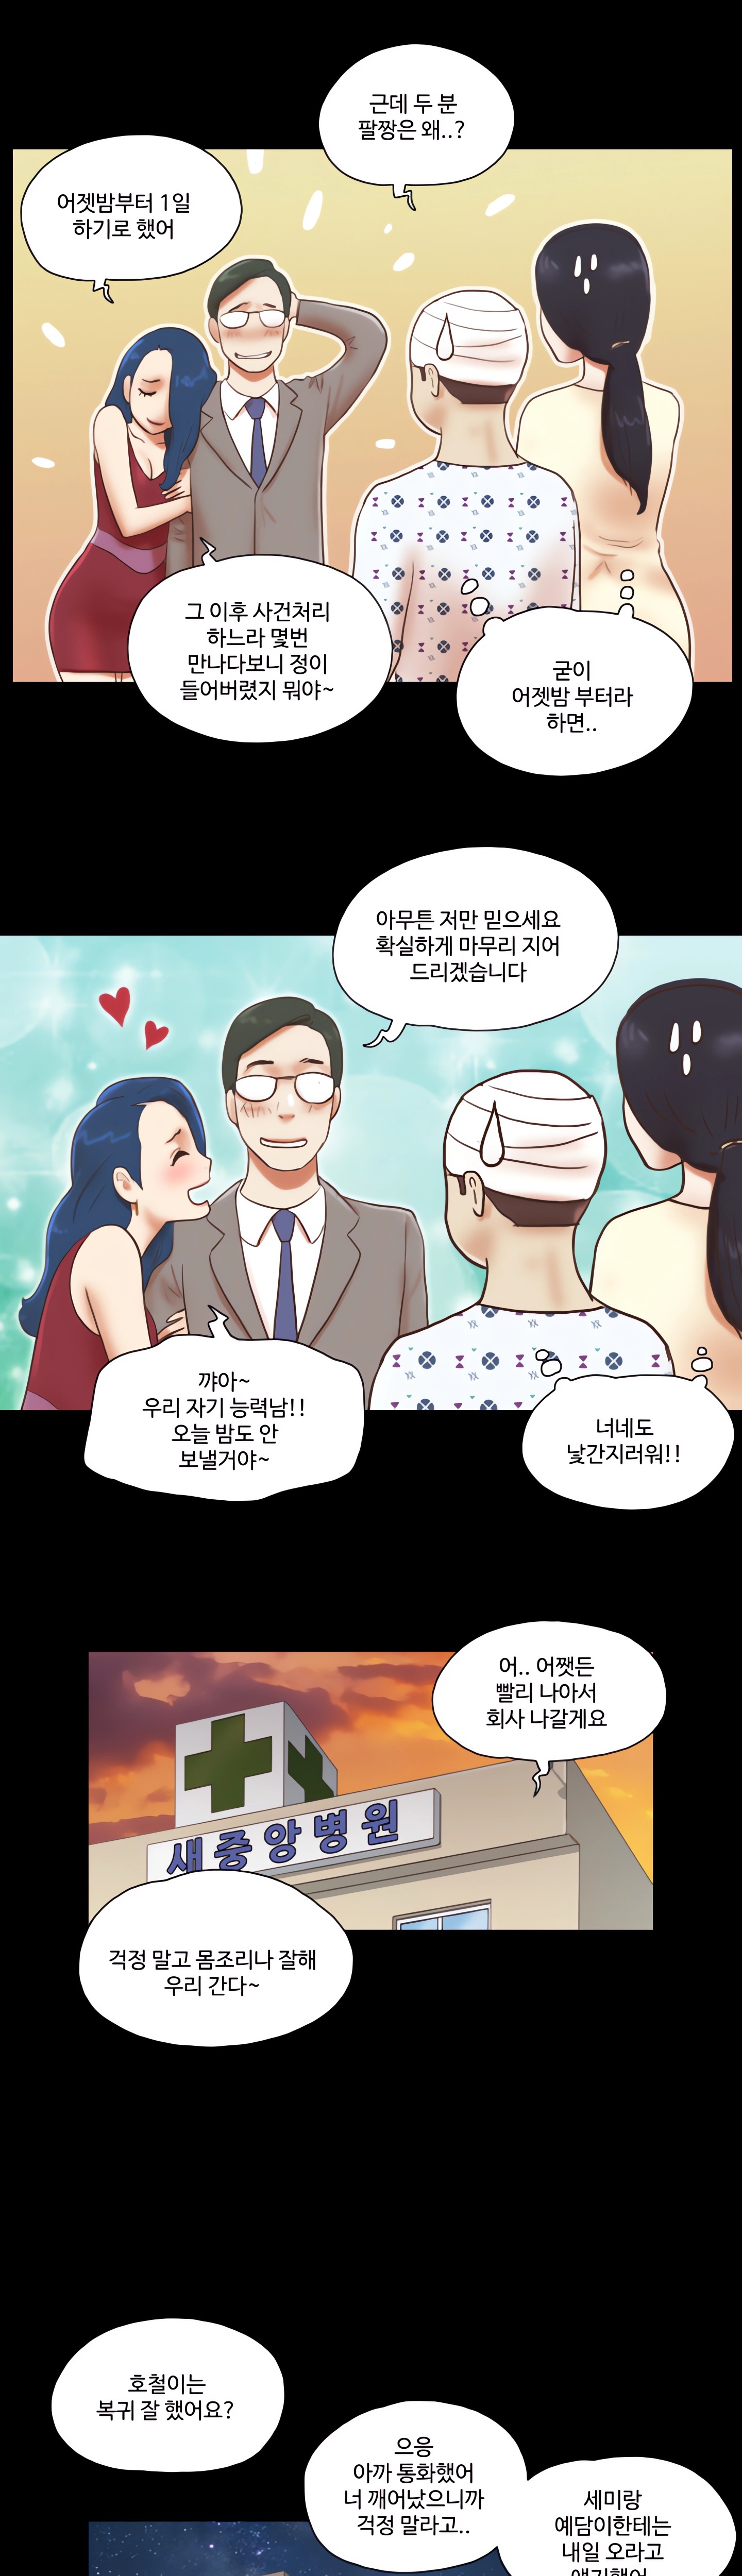 근데 두 분
팔짱은 왜..?
어젯밤부터 1일
하기로 했어
그 이후 사건처리
하느라 몇번
만나다보니 정이
들어버렸지 뭐야~
굳이
어젯밤 부터라
하면..
아무튼 저만 믿으세요
확실하게 마무리 지어
드리겠습니다
꺄아~
우리 자기 능력남!!
오늘 밤도 안
보낼거야~
너네도
낯간지러워!!
어.. 어쨋든
빨리 나아서
회사 나갈게요
새중앙병원
걱정 말고 몸조리나 잘해
우리 간다~
호철이는
복귀 잘 했어요?
으응
아까 통화했어
너 깨어났으니까
걱정 말라고..
세미랑
예담이한테는
내일 오라고